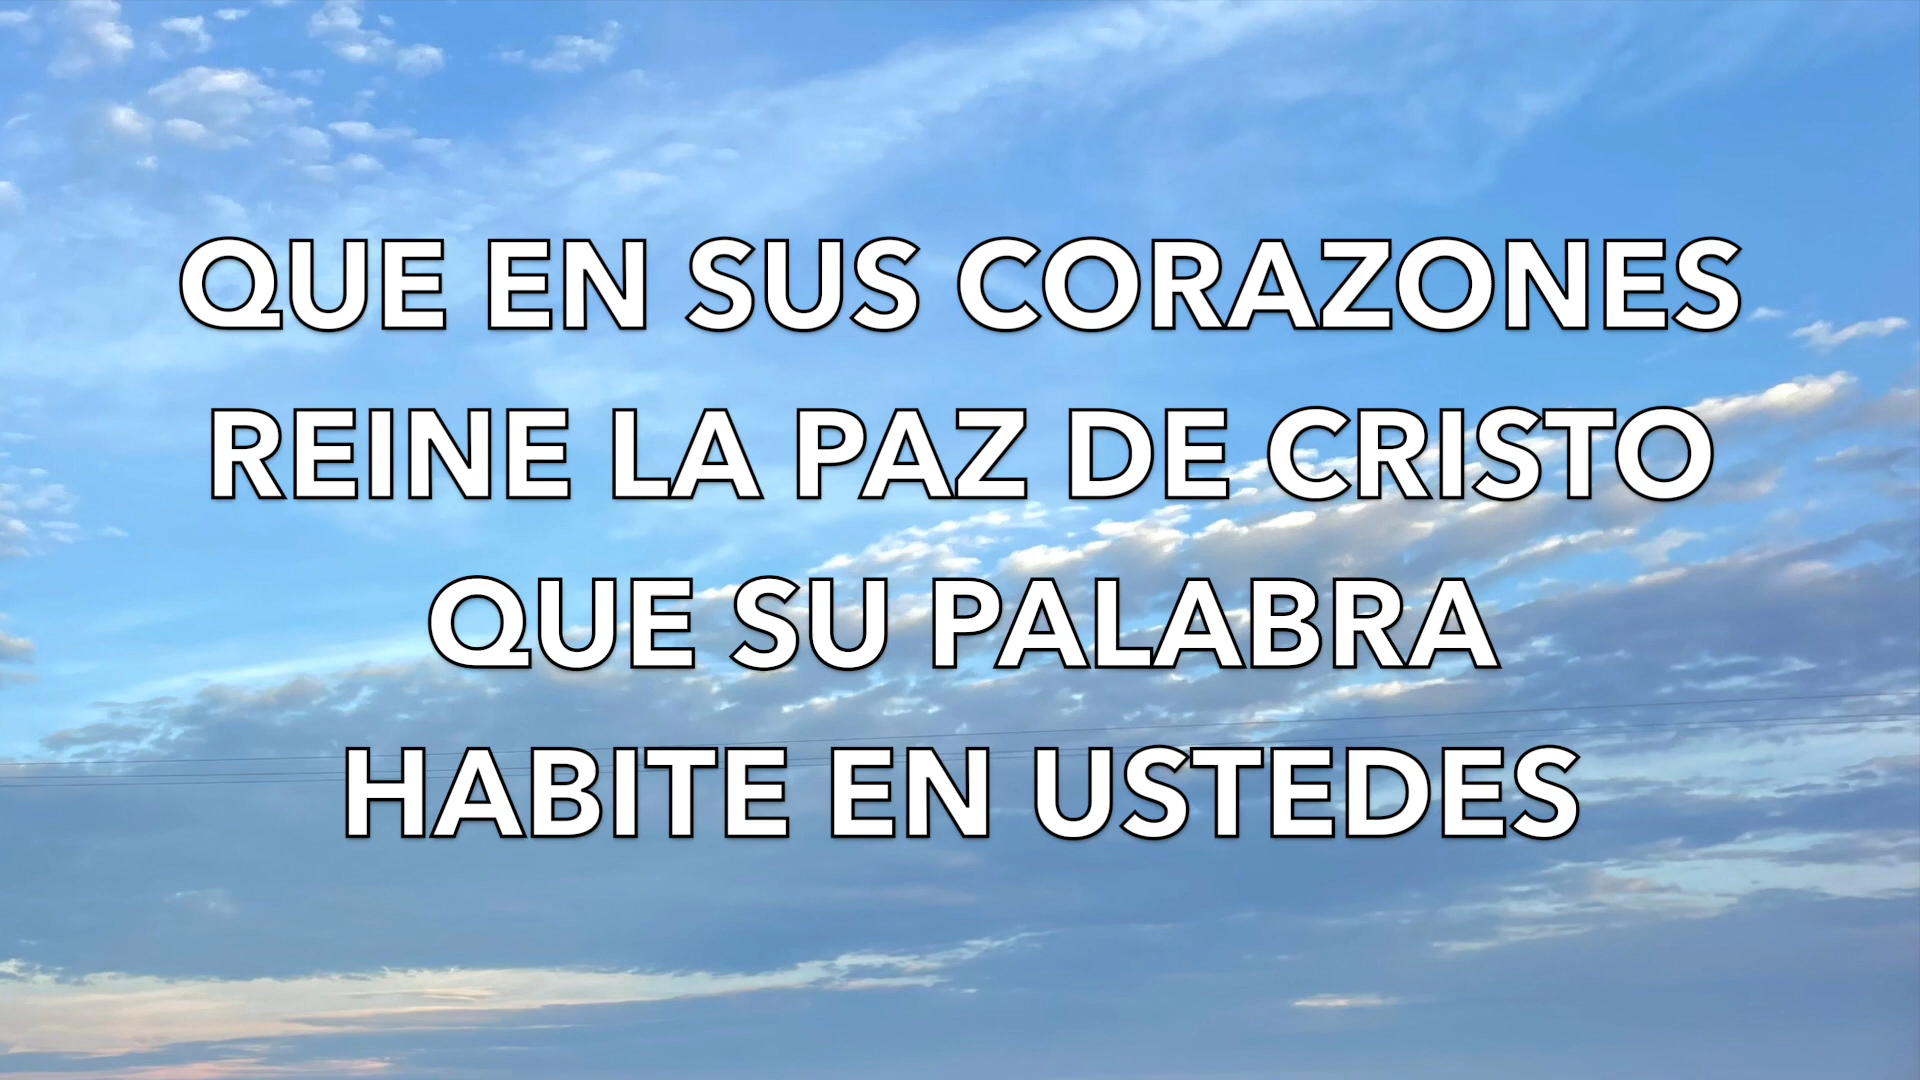 QUE EN SUS CORAZONES
REINE LA PAZ DE CRISTO
QUE SU PALABRA
HABITE EN USTEDES